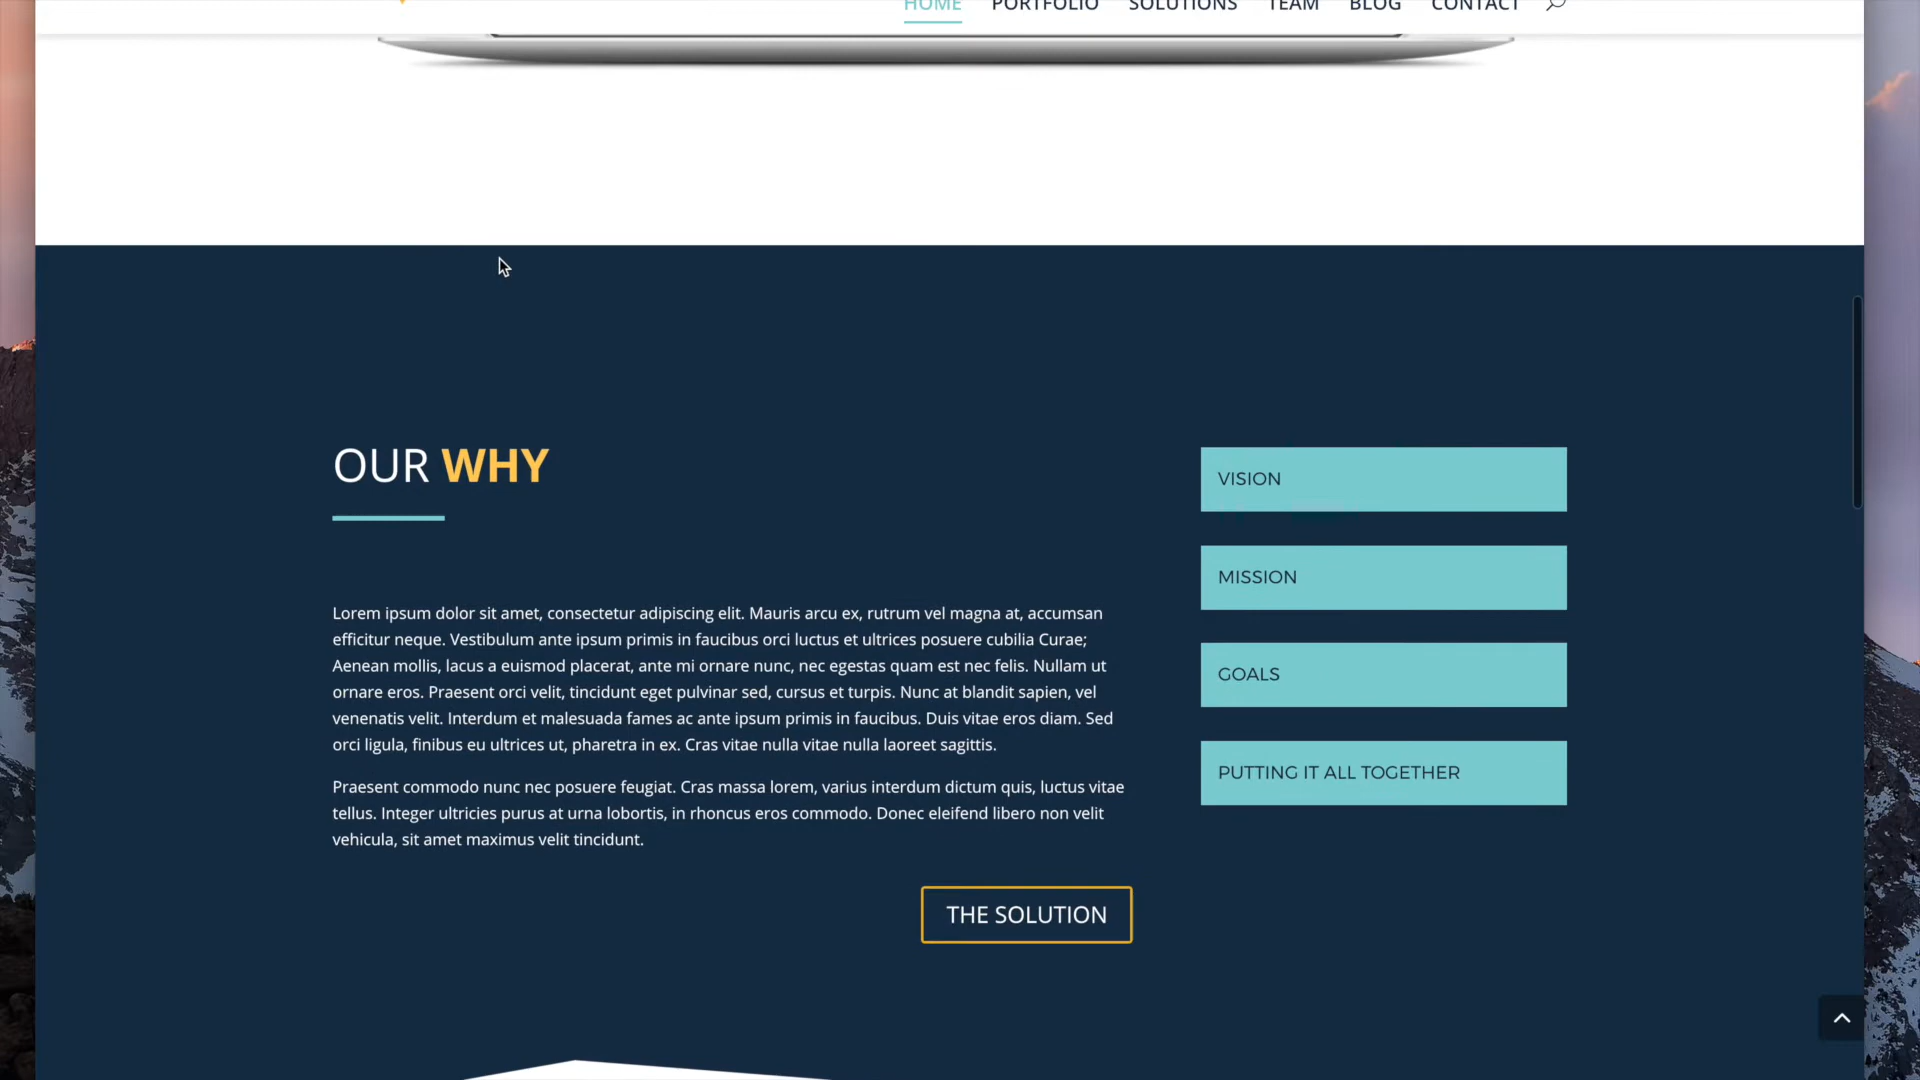 HOME PORTFOLIO SOLUTIONS TEAM BLOG CONTACT
OUR WHY
Lorem ipsum dolor sit amet, consectetur adipiscing elit. Mauris arcu ex, rutrum vel magna at, accumsan
efficitur neque. Vestibulum ante ipsum primis in faucibus orci luctus et ultrices posuere cubilia Curae;
Aenean mollis, lacus a euismod placerat, ante mi ornare nunc, nec egestas quam est nec felis. Nullam ut
ornare eros. Praesent orci velit, tincidunt eget pulvinar sed, cursus et turpis. Nunc at blandit sapien, vel
venenatis velit. Interdum et malesuada fames ac ante ipsum primis in faucibus. Duis vitae eros diam. Sed
orci ligula, finibus eu ultrices ut, pharetra in ex. Cras vitae nulla vitae nulla laoreet sagittis.
Praesent commodo nunc nec posuere feugiat. Cras massa lorem, varius interdum dictum quis, luctus vitae
tellus. Integer ultricies purus at urna lobortis, in rhoncus eros commodo. Donec eleifend libero non velit
vehicula, sit amet maximus velit tincidunt.
THE SOLUTION
VISION
MISSION
GOALS
PUTTING IT ALL TOGETHER